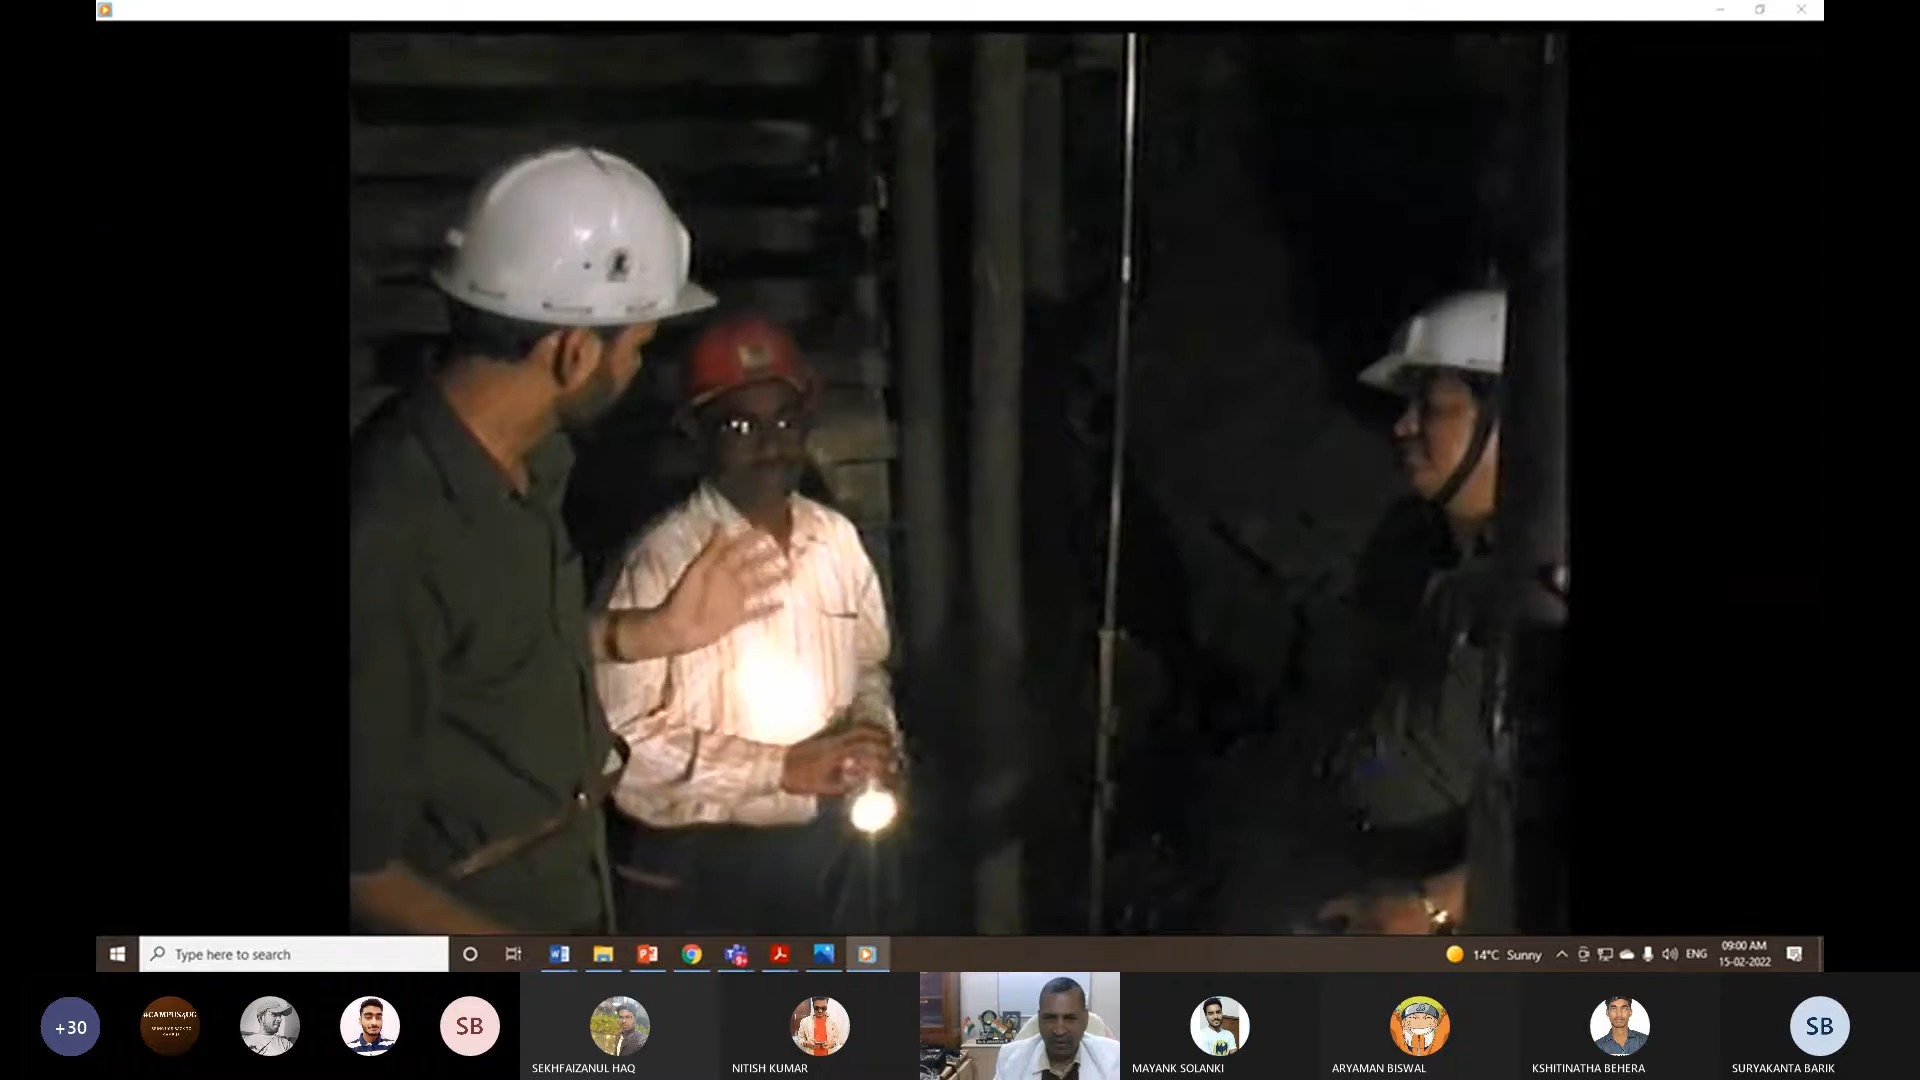 Type here to search
14°C Sunny
ENG
09:00 AM
15-02-2022
+30
#CAMPUS4UG
SB
SEKHFAIZANUL HAQ
NITISH KUMAR
MAYANK SOLANKI
ARYAMAN BISWAL
KSHITINATHA BEHERA
SB
SURYAKANTA BARIK